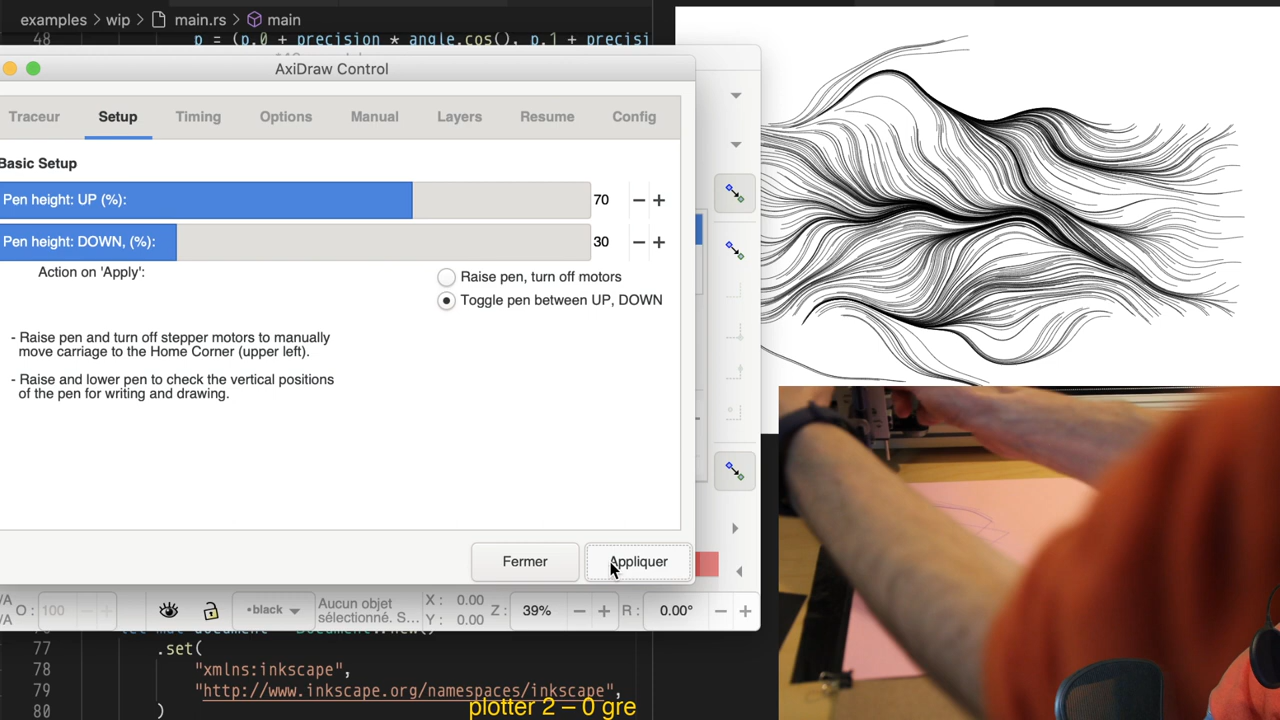 examples > wip > main.rs > main
48 p = (p.0 + precision * angle.cos(), p.1 + precisi
AxiDraw Control
Traceur Setup Timing Options Manual Layers Resume Config
Basic Setup
Pen height: UP (%): 70
Pen height: DOWN, (%): 30
Action on 'Apply':
Raise pen, turn off motors
Toggle pen between UP, DOWN
- Raise pen and turn off stepper motors to manually
move carriage to the Home Corner (upper left).
- Raise and lower pen to check the vertical positions
of the pen for writing and drawing.
Fermer Appliquer
O: 100 •black Aucun objet sélectionné. S... X: 0.00 Y: 0.00 Z: 39% R: 0.00°
77 .set(
78 "xmlns:inkscape",
79 "http://www.inkscape.org/namespaces/inkscape",
80 )
plotter 2 – 0 gre